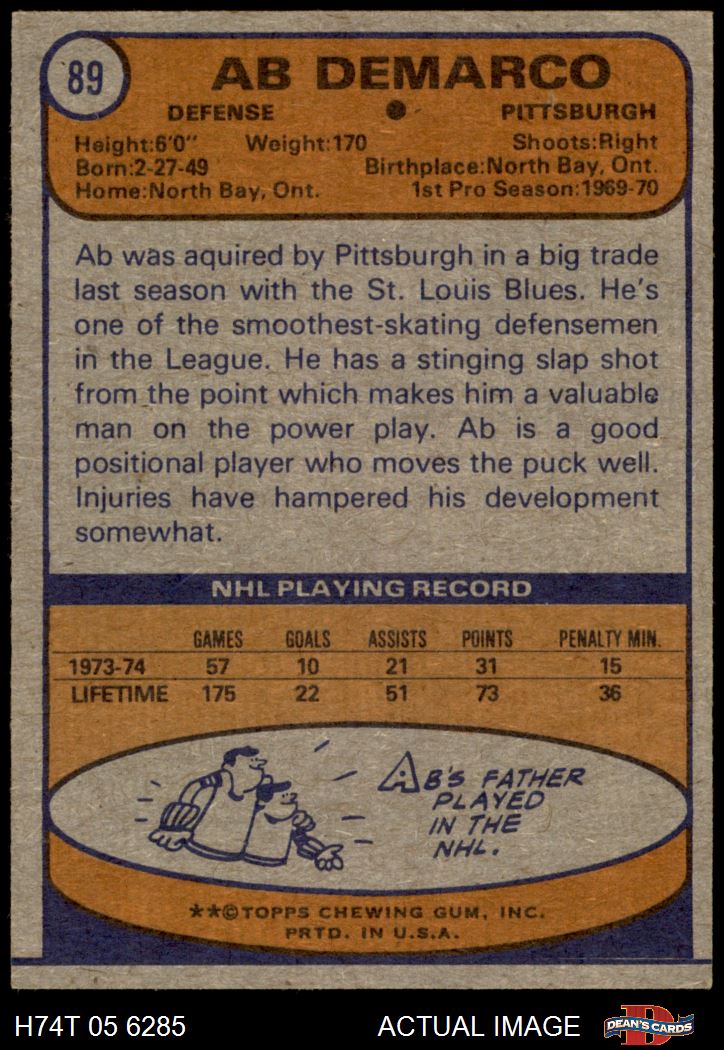 89
AB DEMARCO
DEFENSE ● PITTSBURGH
Height:6'0" Weight:170 Shoots:Right
Born:2-27-49 Birthplace:North Bay, Ont.
Home:North Bay, Ont. 1st Pro Season:1969-70
Ab was aquired by Pittsburgh in a big trade
last season with the St. Louis Blues. He's
one of the smoothest-skating defensemen
in the League. He has a stinging slap shot
from the point which makes him a valuable
man on the power play. Ab is a good
positional player who moves the puck well.
Injuries have hampered his development
somewhat.
NHL PLAYING RECORD
GAMES GOALS ASSISTS POINTS PENALTY MIN.
1973-74 57 10 21 31 15
LIFETIME 175 22 51 73 36
AB'S FATHER
PLAYED
IN THE
NHL.
**©TOPPS CHEWING GUM, INC.
PRTD. IN U.S.A.
H74T 05 6285 ACTUAL IMAGE D DEAN'S CARDS